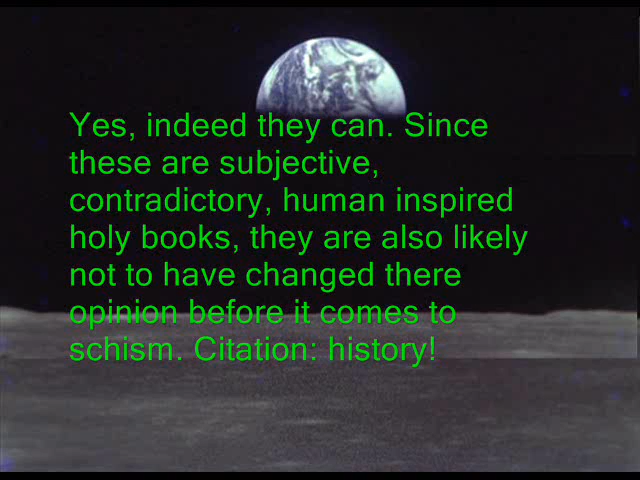 Yes, indeed they can. Since
these are subjective,
contradictory, human inspired
holy books, they are also likely
not to have changed there
opinion before it comes to
schism. Citation: history!